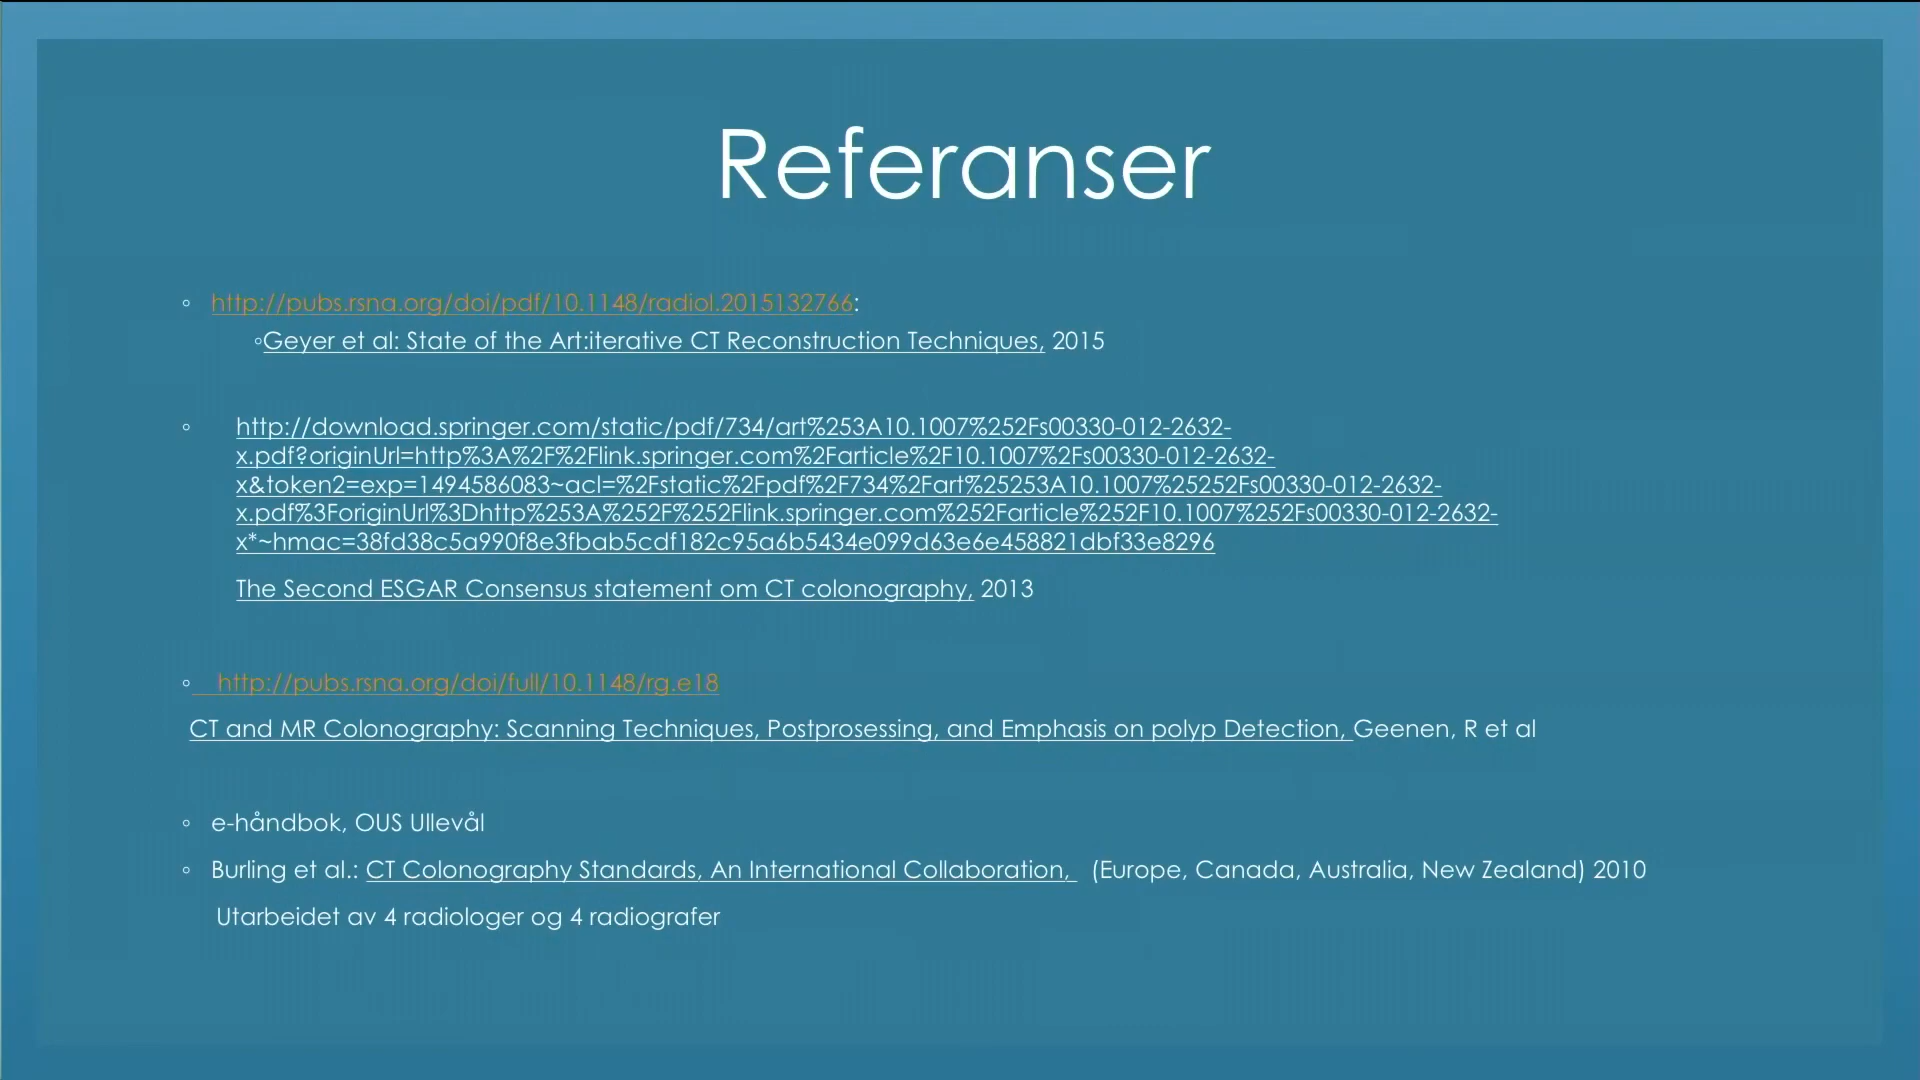 Referanser
◦ http://pubs.rsna.org/doi/pdf/10.1148/radiol.2015132766:
◦Geyer et al: State of the Art:iterative CT Reconstruction Techniques, 2015
◦ http://download.springer.com/static/pdf/734/art%253A10.1007%252Fs00330-012-2632-
x.pdf?originUrl=http%3A%2F%2Flink.springer.com%2Farticle%2F10.1007%2Fs00330-012-2632-
x&token2=exp=1494586083~acl=%2Fstatic%2Fpdf%2F734%2Fart%25253A10.1007%25252Fs00330-012-2632-
x.pdf%3ForiginUrl%3Dhttp%253A%252F%252Flink.springer.com%252Farticle%252F10.1007%252Fs00330-012-2632-
x*~hmac=38fd38c5a990f8e3fbab5cdf182c95a6b5434e099d63e6e458821dbf33e8296
The Second ESGAR Consensus statement om CT colonography, 2013
◦ http://pubs.rsna.org/doi/full/10.1148/rg.e18
CT and MR Colonography: Scanning Techniques, Postprosessing, and Emphasis on polyp Detection, Geenen, R et al
◦ e-håndbok, OUS Ullevål
◦ Burling et al.: CT Colonography Standards, An International Collaboration, (Europe, Canada, Australia, New Zealand) 2010
Utarbeidet av 4 radiologer og 4 radiografer